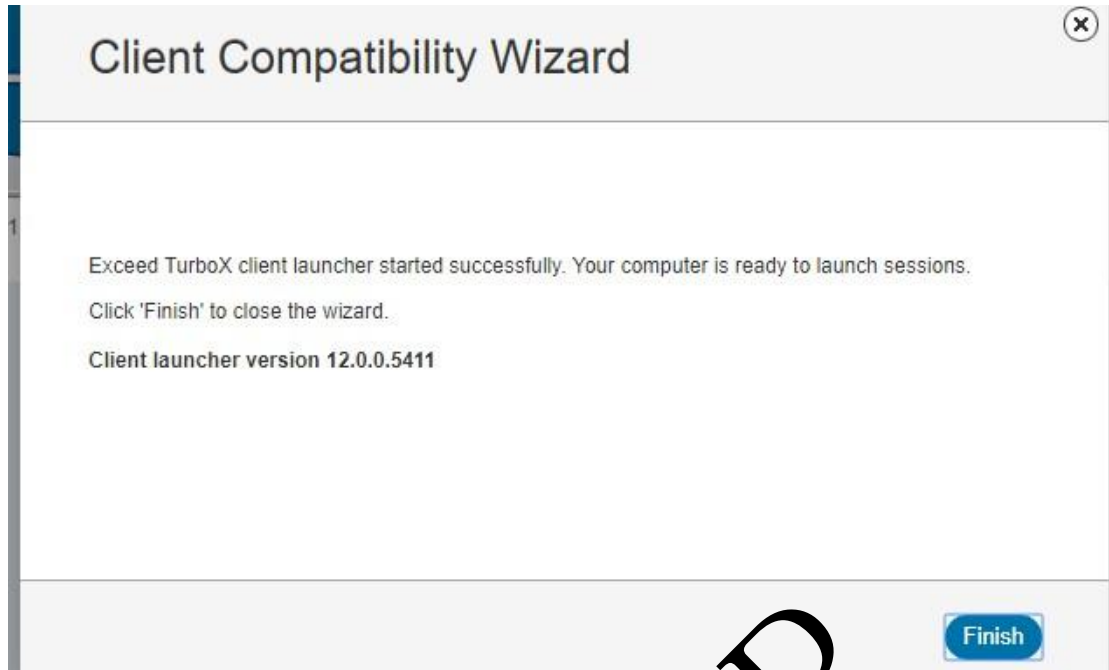 Client Compatibility Wizard
1
Exceed TurboX client launcher started successfully. Your computer is ready to launch sessions.
Click 'Finish' to close the wizard.
Client launcher version 12.0.0.5411
Finish